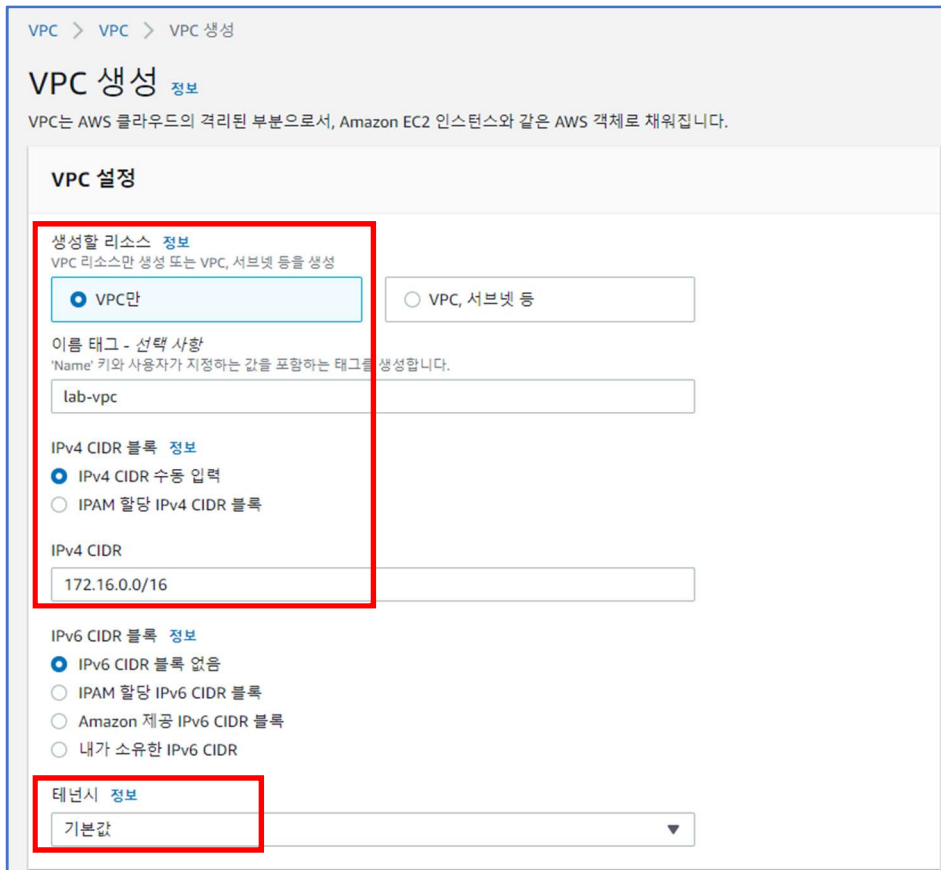 VPC > VPC > VPC 생성
VPC 생성 정보
VPC는 AWS 클라우드의 격리된 부분으로서, Amazon EC2 인스턴스와 같은 AWS 객체로 채워집니다.
VPC 설정
생성할 리소스 정보
VPC 리소스만 생성 또는 VPC, 서브넷 등을 생성
VPC만
VPC, 서브넷 등
이름 태그 - 선택 사항
'Name' 키와 사용자가 지정하는 값을 포함하는 태그를 생성합니다.
lab-vpc
IPv4 CIDR 블록 정보
IPv4 CIDR 수동 입력
IPAM 할당 IPv4 CIDR 블록
IPv4 CIDR
172.16.0.0/16
IPv6 CIDR 블록 정보
IPv6 CIDR 블록 없음
IPAM 할당 IPv6 CIDR 블록
Amazon 제공 IPv6 CIDR 블록
내가 소유한 IPv6 CIDR
테넌시 정보
기본값